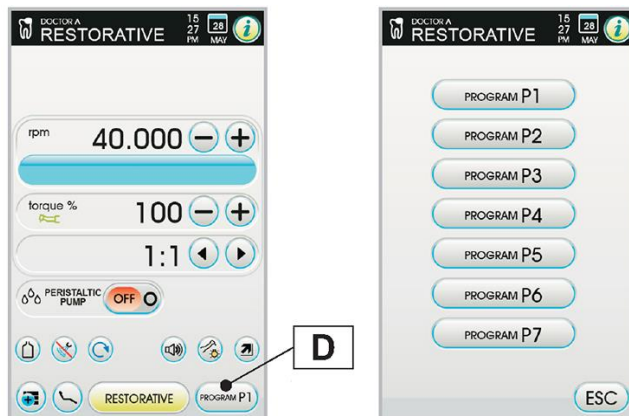 DOCTOR A
RESTORATIVE
15
27
PM
28
MAY
i
rpm
40.000
torque %
100
1:1
PERISTALTIC
PUMP
OFF
RESTORATIVE
PROGRAM P1
D
DOCTOR A
RESTORATIVE
15
27
PM
28
MAY
i
PROGRAM P1
PROGRAM P2
PROGRAM P3
PROGRAM P4
PROGRAM P5
PROGRAM P6
PROGRAM P7
ESC